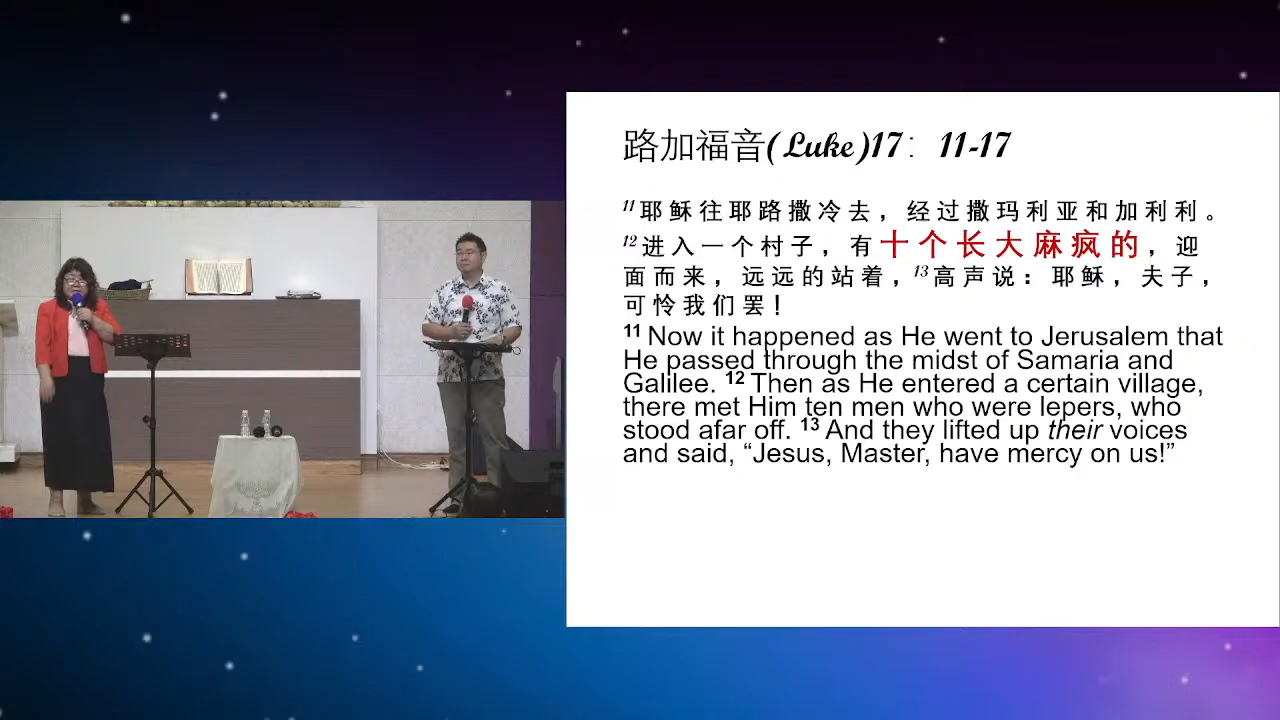 路加福音(Luke)17: 11-17
11耶稣往耶路撒冷去，经过撒玛利亚和加利利。
12进入一个村子，有十个长大麻疯的，迎
面而来，远远的站着，13高声说：耶稣，夫子，
可怜我们罢！
11 Now it happened as He went to Jerusalem that
He passed through the midst of Samaria and
Galilee. 12 Then as He entered a certain village,
there met Him ten men who were lepers, who
stood afar off. 13 And they lifted up their voices
and said, “Jesus, Master, have mercy on us!”